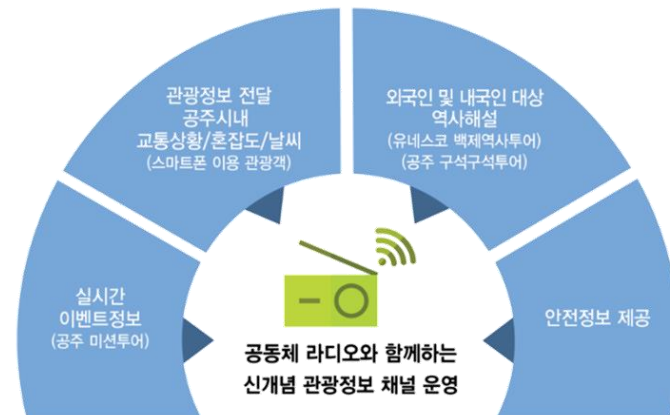 관광정보 전달
공주시내
교통상황/혼잡도/날씨
(스마트폰 이용 관광객)
외국인 및 내국인 대상
역사해설
(유네스코 백제역사투어)
(공주 구석구석투어)
실시간
이벤트정보
(공주 미션투어)
안전정보 제공
공동체 라디오와 함께하는
신개념 관광정보 채널 운영